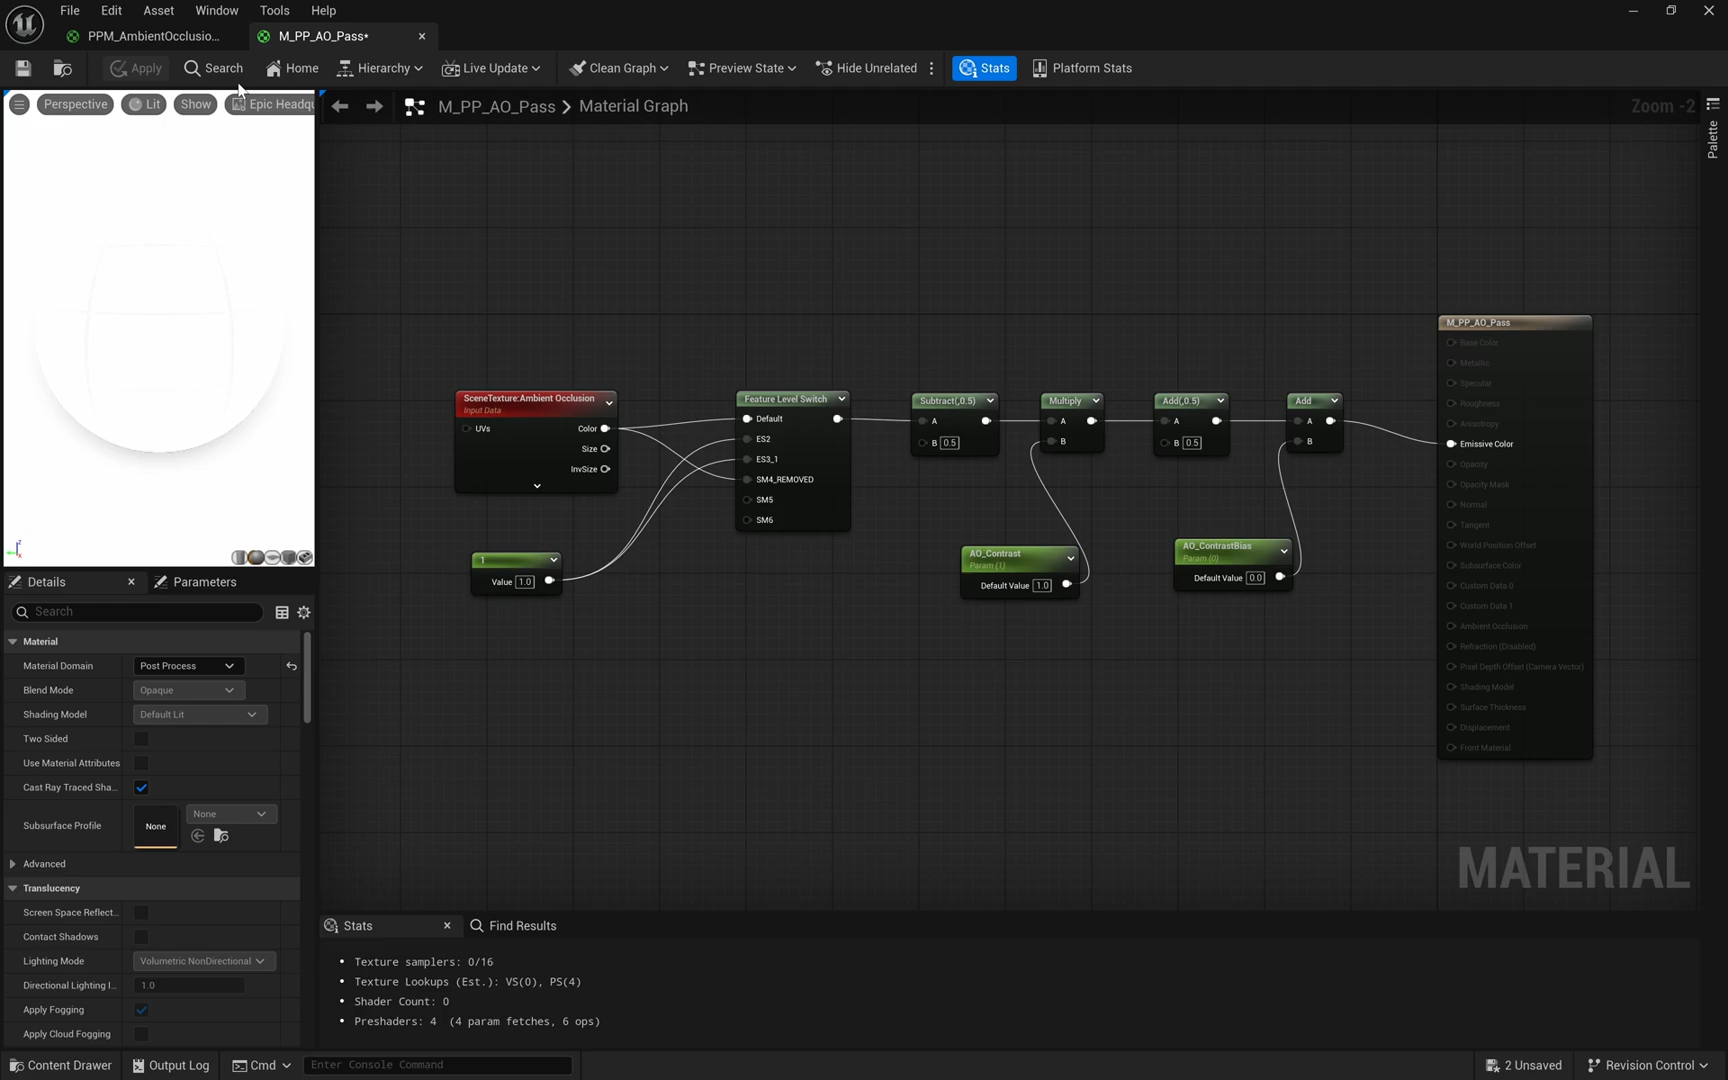 File Edit Asset Window Tools Help
PPM_AmbientOcclusio... M_PP_AO_Pass*
Apply Search Home Hierarchy Live Update Clean Graph Preview State Hide Unrelated Stats Platform Stats
Perspective Lit Show Epic Headqu
M_PP_AO_Pass > Material Graph
Zoom -2
Palette
SceneTexture:Ambient Occlusion
Input Data
UVs Color
Size
InvSize
1
Value 1.0
Feature Level Switch
Default
ES2
ES3_1
SM4_REMOVED
SM5
SM6
Subtract(,0.5)
A
B 0.5
Multiply
A
B
Add(,0.5)
A
B 0.5
Add
A
B
AO_Contrast
Param (1)
Default Value 1.0
AO_ContrastBias
Param (0)
Default Value 0.0
M_PP_AO_Pass
Base Color
Metallic
Specular
Roughness
Anisotropy
Emissive Color
Opacity
Opacity Mask
Normal
Tangent
World Position Offset
Subsurface Color
Custom Data 0
Custom Data 1
Ambient Occlusion
Refraction (Disabled)
Pixel Depth Offset (Camera Vector)
Shading Model
Surface Thickness
Displacement
Front Material
MATERIAL
Details Parameters
Search
Material
Material Domain Post Process
Blend Mode Opaque
Shading Model Default Lit
Two Sided
Use Material Attributes
Cast Ray Traced Sha...
Subsurface Profile None None
Advanced
Translucency
Screen Space Reflect...
Contact Shadows
Lighting Mode Volumetric NonDirectional
Directional Lighting I... 1.0
Apply Fogging
Apply Cloud Fogging
Stats Find Results
• Texture samplers: 0/16
• Texture Lookups (Est.): VS(0), PS(4)
• Shader Count: 0
• Preshaders: 4 (4 param fetches, 6 ops)
Content Drawer Output Log Cmd Enter Console Command 2 Unsaved Revision Control